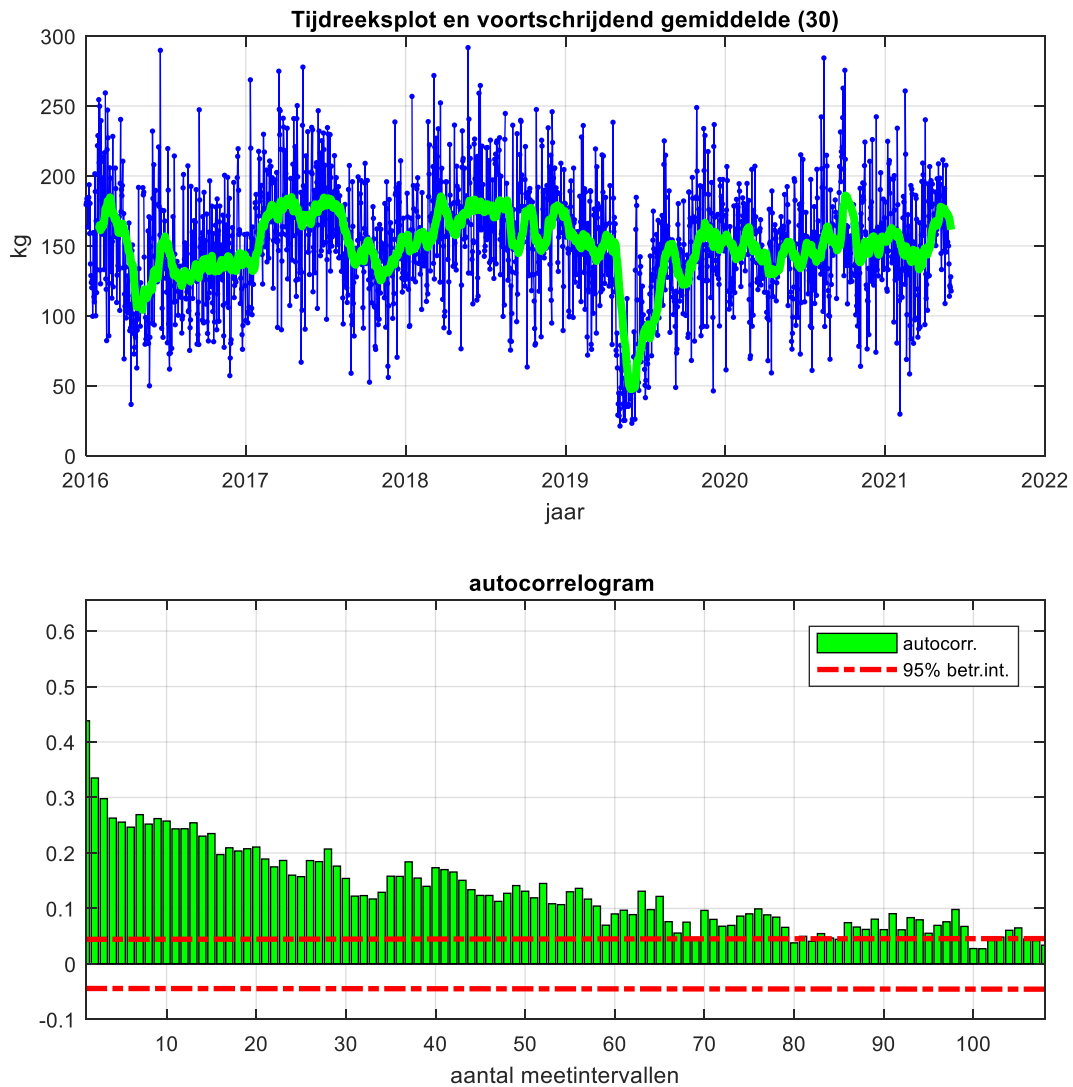 Tijdreeksplot en voortschrijdend gemiddelde (30)
300
250
200
150
100
50
0
kg
2016 2017 2018 2019 2020 2021 2022
jaar
autocorrelogram
0.6
0.5
0.4
0.3
0.2
0.1
0
-0.1
autocorr.
95% betr.int.
10 20 30 40 50 60 70 80 90 100
aantal meetintervallen